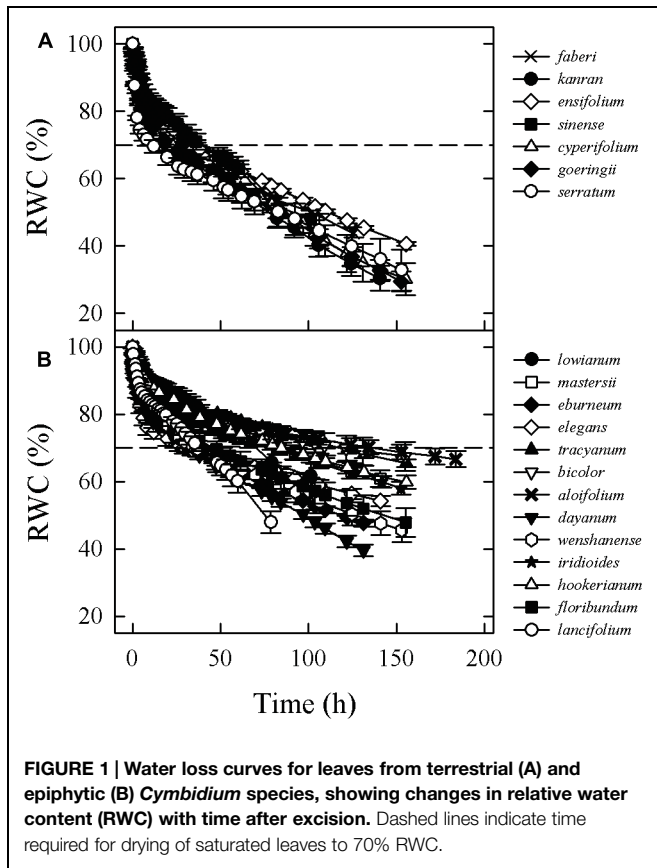 A
100
80
60
40
20
RWC (%)
faberi
kanran
ensifolium
sinense
cyperifolium
goeringii
serratum
B
100
80
60
40
20
RWC (%)
lowianum
mastersii
eburneum
elegans
tracyanum
bicolor
aloifolium
dayanum
wenshanense
iridioides
hookerianum
floribundum
lancifolium
0 50 100 150 200
Time (h)
FIGURE 1 | Water loss curves for leaves from terrestrial (A) and
epiphytic (B) Cymbidium species, showing changes in relative water
content (RWC) with time after excision. Dashed lines indicate time
required for drying of saturated leaves to 70% RWC.